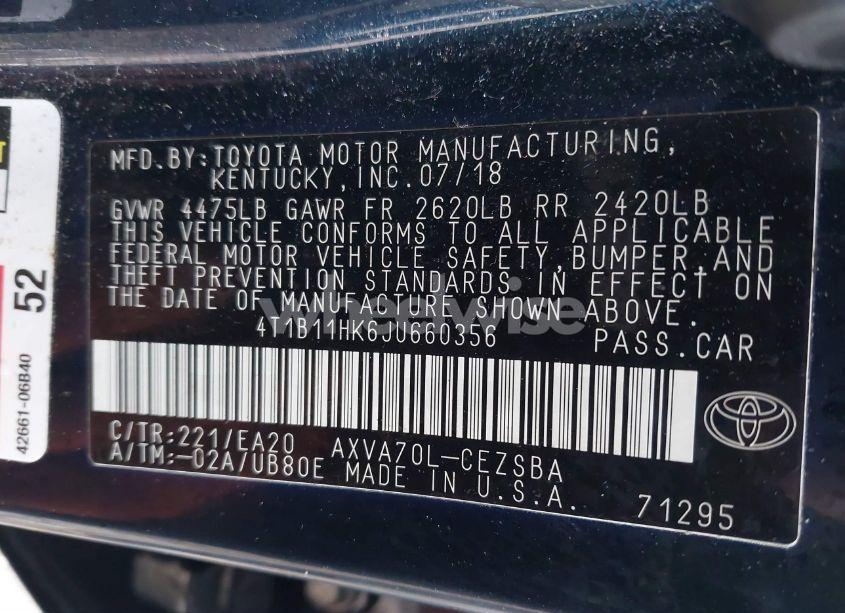 MFD. BY: TOYOTA MOTOR MANUFACTURING,
KENTUCKY, INC. 07/18
GVWR 4475LB GAWR FR 2620LB RR 2420LB
THIS VEHICLE CONFORMS TO ALL APPLICABLE
FEDERAL MOTOR VEHICLE SAFETY, BUMPER, AND
THEFT PREVENTION STANDARDS IN EFFECT ON
THE DATE OF MANUFACTURE SHOWN ABOVE.
4T1B11HK6JU660356 PASS. CAR
C/TR: 221/EA20 AXVA70L-CEZSBA
A/TM: -02A/UB80E MADE IN U.S.A. 71295
52
42661-06B40
wheelwise